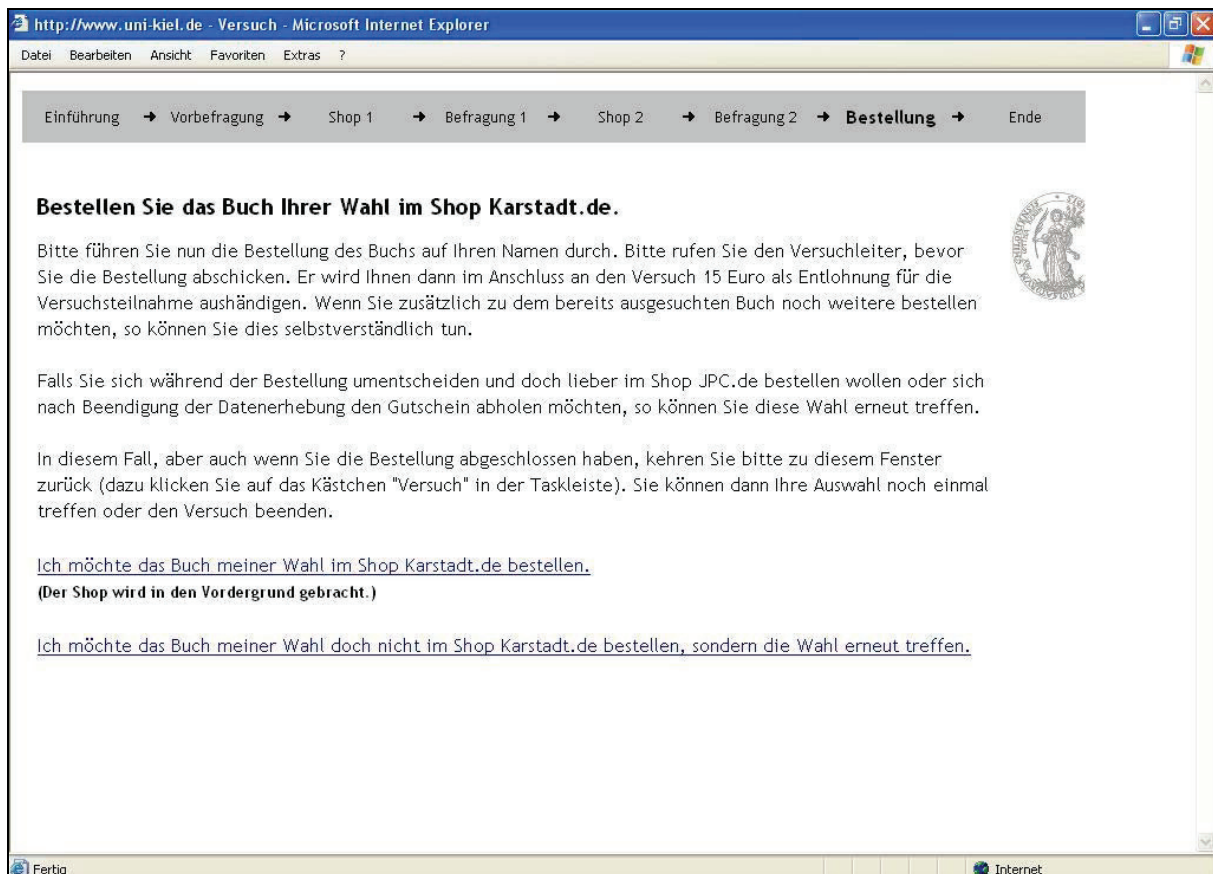 http://www.uni-kiel.de - Versuch - Microsoft Internet Explorer
Datei Bearbeiten Ansicht Favoriten Extras ?
Einführung ➔ Vorbefragung ➔ Shop 1 ➔ Befragung 1 ➔ Shop 2 ➔ Befragung 2 ➔ Bestellung ➔ Ende
Bestellen Sie das Buch Ihrer Wahl im Shop Karstadt.de.
Bitte führen Sie nun die Bestellung des Buchs auf Ihren Namen durch. Bitte rufen Sie den Versuchleiter, bevor
Sie die Bestellung abschicken. Er wird Ihnen dann im Anschluss an den Versuch 15 Euro als Entlohnung für die
Versuchsteilnahme aushändigen. Wenn Sie zusätzlich zu dem bereits ausgesuchten Buch noch weitere bestellen
möchten, so können Sie dies selbstverständlich tun.
Falls Sie sich während der Bestellung umentscheiden und doch lieber im Shop JPC.de bestellen wollen oder sich
nach Beendigung der Datenerhebung den Gutschein abholen möchten, so können Sie diese Wahl erneut treffen.
In diesem Fall, aber auch wenn Sie die Bestellung abgeschlossen haben, kehren Sie bitte zu diesem Fenster
zurück (dazu klicken Sie auf das Kästchen "Versuch" in der Taskleiste). Sie können dann Ihre Auswahl noch einmal
treffen oder den Versuch beenden.
Ich möchte das Buch meiner Wahl im Shop Karstadt.de bestellen.
(Der Shop wird in den Vordergrund gebracht.)
Ich möchte das Buch meiner Wahl doch nicht im Shop Karstadt.de bestellen, sondern die Wahl erneut treffen.
Fertig Internet